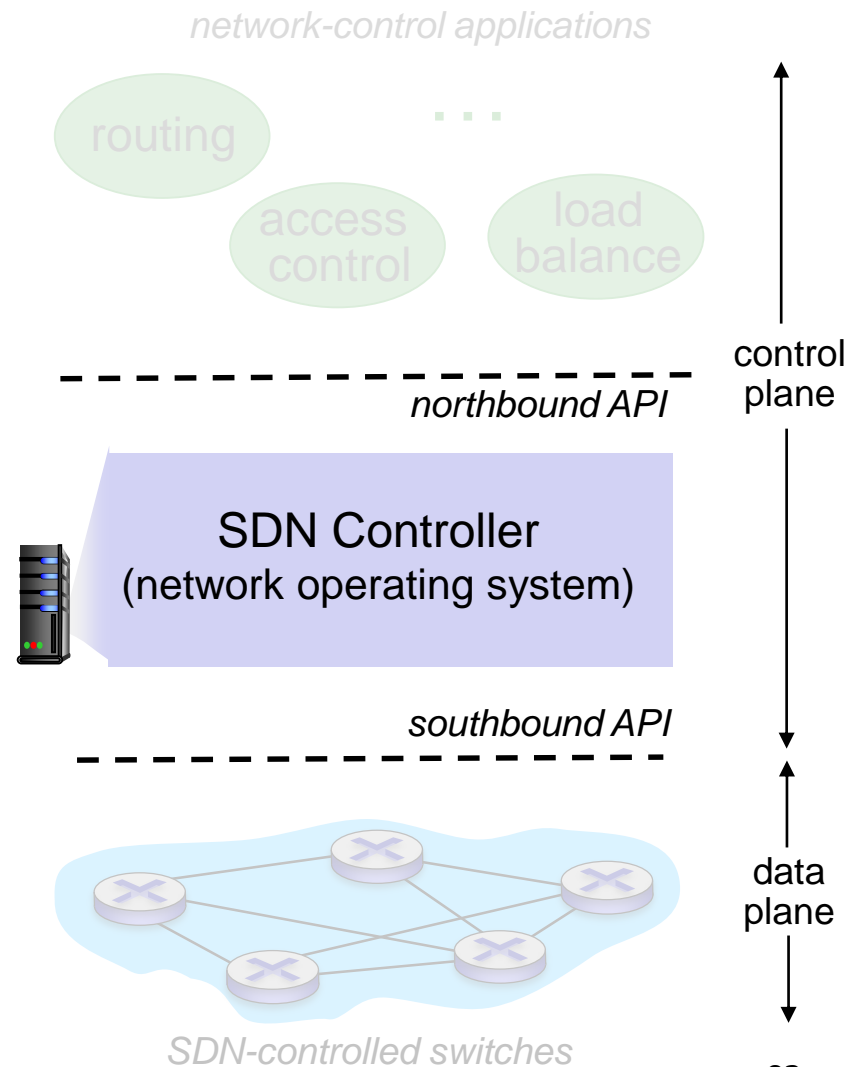 network-control applications
routing
...
access
control
load
balance
control
plane
northbound API
SDN Controller
(network operating system)
southbound API
data
plane
SDN-controlled switches